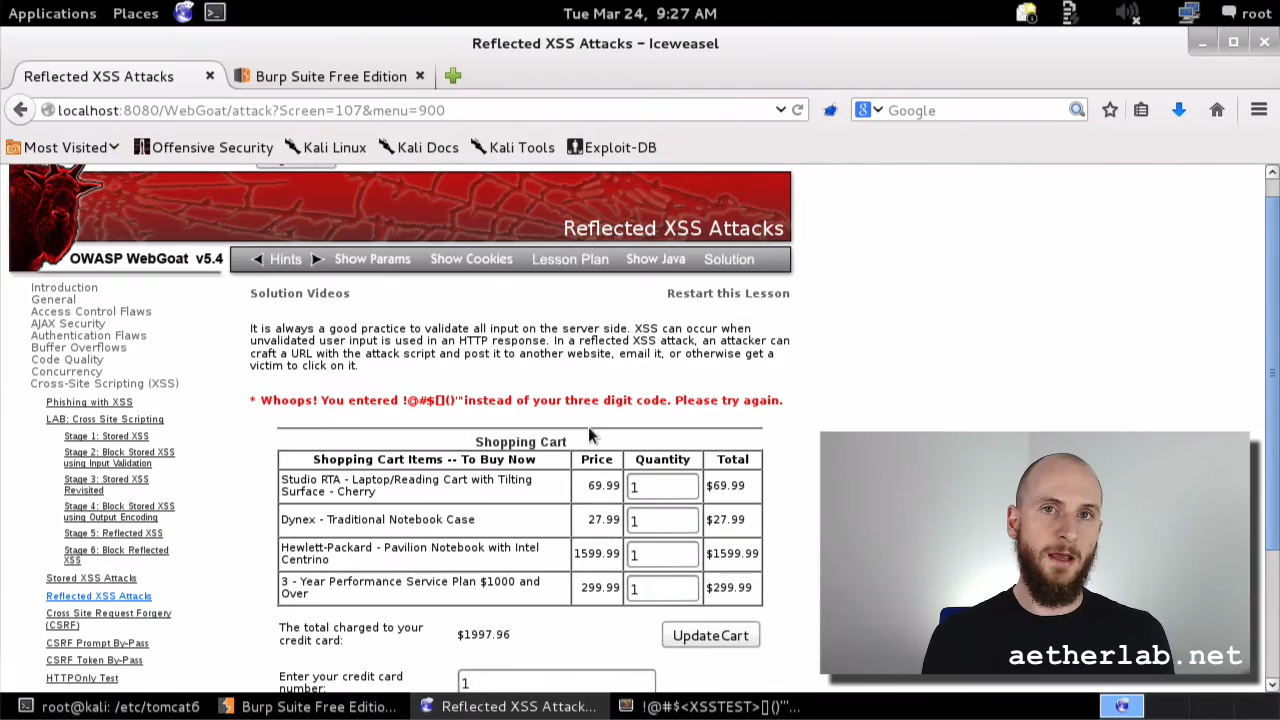 Applications Places Tue Mar 24, 9:27 AM root
Reflected XSS Attacks - Iceweasel
Reflected XSS Attacks Burp Suite Free Edition
localhost:8080/WebGoat/attack?Screen=107&menu=900 Google
Most Visited Offensive Security Kali Linux Kali Docs Kali Tools Exploit-DB
Reflected XSS Attacks
OWASP WebGoat v5.4 Hints Show Params Show Cookies Lesson Plan Show Java Solution
Solution Videos Restart this Lesson
Introduction
General
Access Control Flaws
AJAX Security
Authentication Flaws
Buffer Overflows
Code Quality
Concurrency
Cross-Site Scripting (XSS)
Phishing with XSS
LAB: Cross Site Scripting
Stage 1: Stored XSS
Stage 2: Block Stored XSS
using Input Validation
Stage 3: Stored XSS
Revisited
Stage 4: Block Stored XSS
using Output Encoding
Stage 5: Reflected XSS
Stage 6: Block Reflected
XSS
Stored XSS Attacks
Reflected XSS Attacks
Cross Site Request Forgery
(CSRF)
CSRF Prompt By-Pass
CSRF Token By-Pass
HTTPOnly Test
It is always a good practice to validate all input on the server side. XSS can occur when
unvalidated user input is used in an HTTP response. In a reflected XSS attack, an attacker
can craft a URL with the attack script and post it to another website, email it, or otherwise get a
victim to click on it.
* Whoops! You entered !@#$[]()'"instead of your three digit code. Please try again.
Shopping Cart
Shopping Cart Items -- To Buy Now Price Quantity Total
Studio RTA - Laptop/Reading Cart with Tilting
Surface - Cherry 69.99 1 $69.99
Dynex - Traditional Notebook Case 27.99 1 $27.99
Hewlett-Packard - Pavilion Notebook with Intel
Centrino 1599.99 1 $1599.99
3 - Year Performance Service Plan $1000 and
Over 299.99 1 $299.99
The total charged to your
credit card: $1997.96 UpdateCart
Enter your credit card
number: 1
aetherlab.net
root@kali: /etc/tomcat6 Burp Suite Free Editio... Reflected XSS Attack... !@#$<XSSTEST>[]()'"...